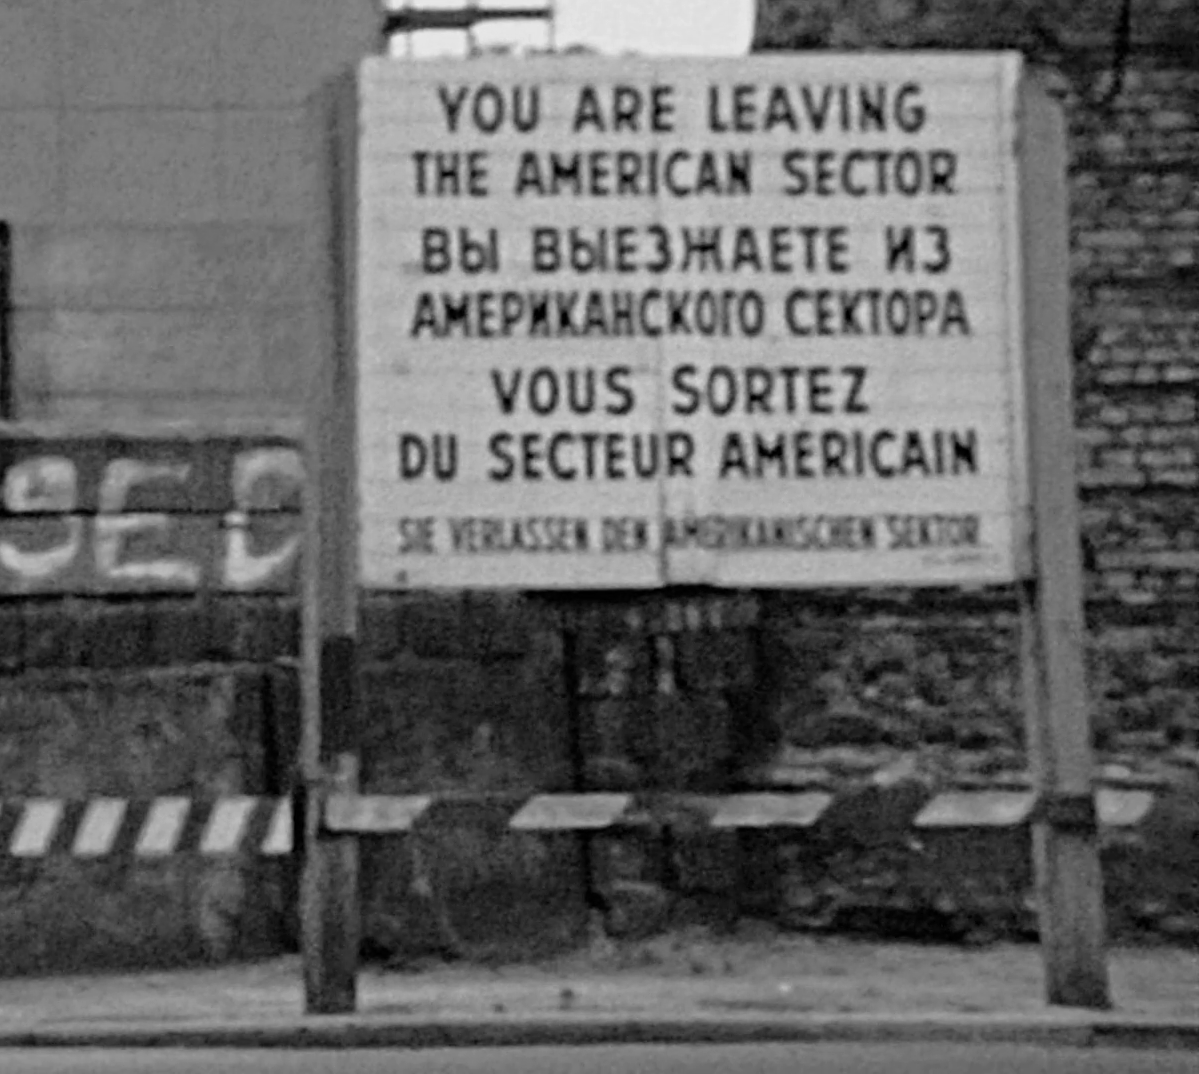 YOU ARE LEAVING
THE AMERICAN SECTOR
ВЫ ВЫЕЗЖАЕТЕ ИЗ
АМЕРИКАНСКОГО СЕКТОРА
VOUS SORTEZ
DU SECTEUR AMERICAIN
SIE VERLASSEN DEN AMERIKANISCHEN SEKTOR